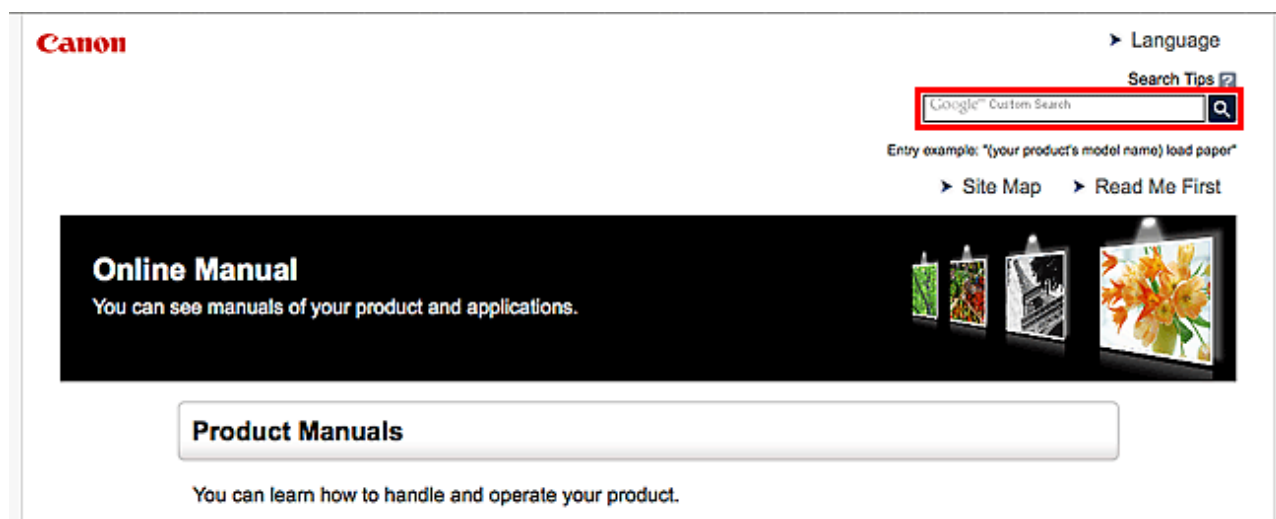 Canon
Language
Search Tips ?
Google™ Custom Search
Entry example: "(your product's model name) load paper"
Site Map Read Me First
Online Manual
You can see manuals of your product and applications.
Product Manuals
You can learn how to handle and operate your product.